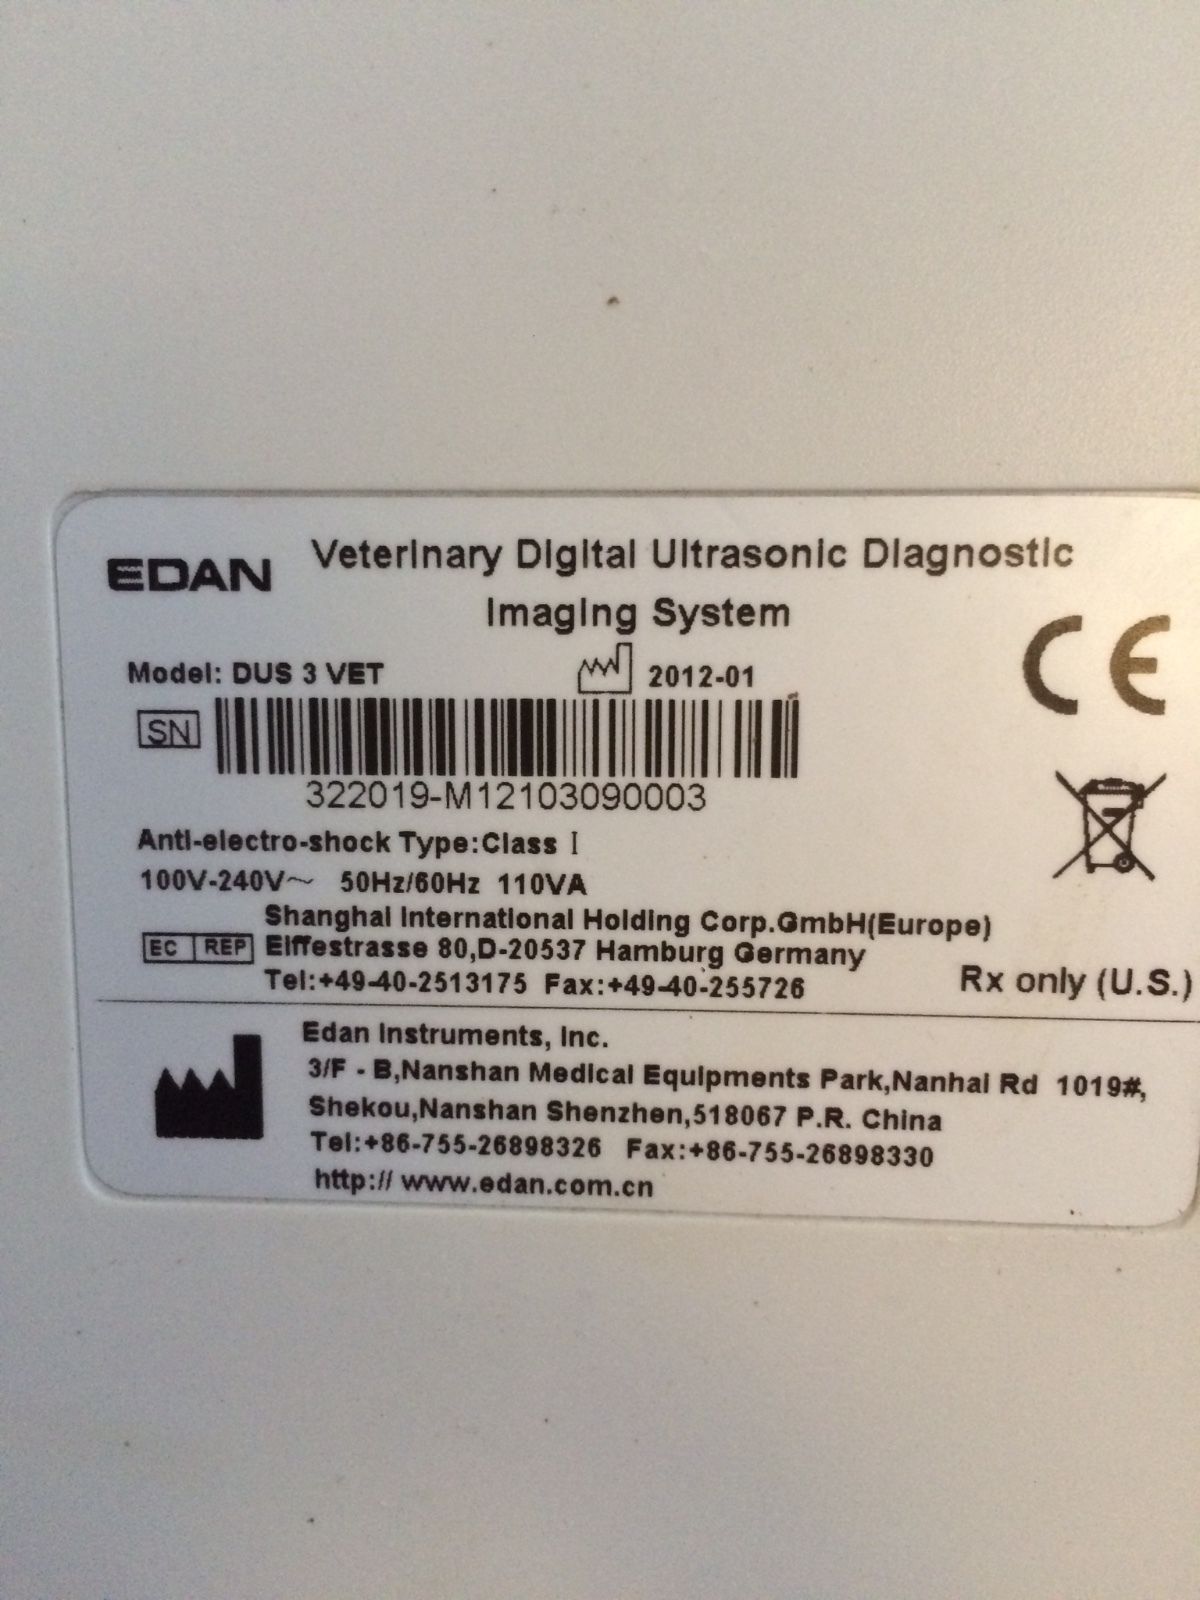 EDAN
Veterinary Digital Ultrasonic Diagnostic
Imaging System
Model: DUS 3 VET
2012-01
SN
322019-M12103090003
CE
Anti-electro-shock Type:Class I
100V-240V~ 50Hz/60Hz 110VA
Shanghai International Holding Corp.GmbH(Europe)
EC REP Eiffestrasse 80,D-20537 Hamburg Germany
Tel:+49-40-2513175 Fax:+49-40-255726
Rx only (U.S.)
Edan Instruments, Inc.
3/F - B,Nanshan Medical Equipments Park,Nanhai Rd 1019#,
Shekou,Nanshan Shenzhen,518067 P.R. China
Tel:+86-755-26898326 Fax:+86-755-26898330
http:// www.edan.com.cn